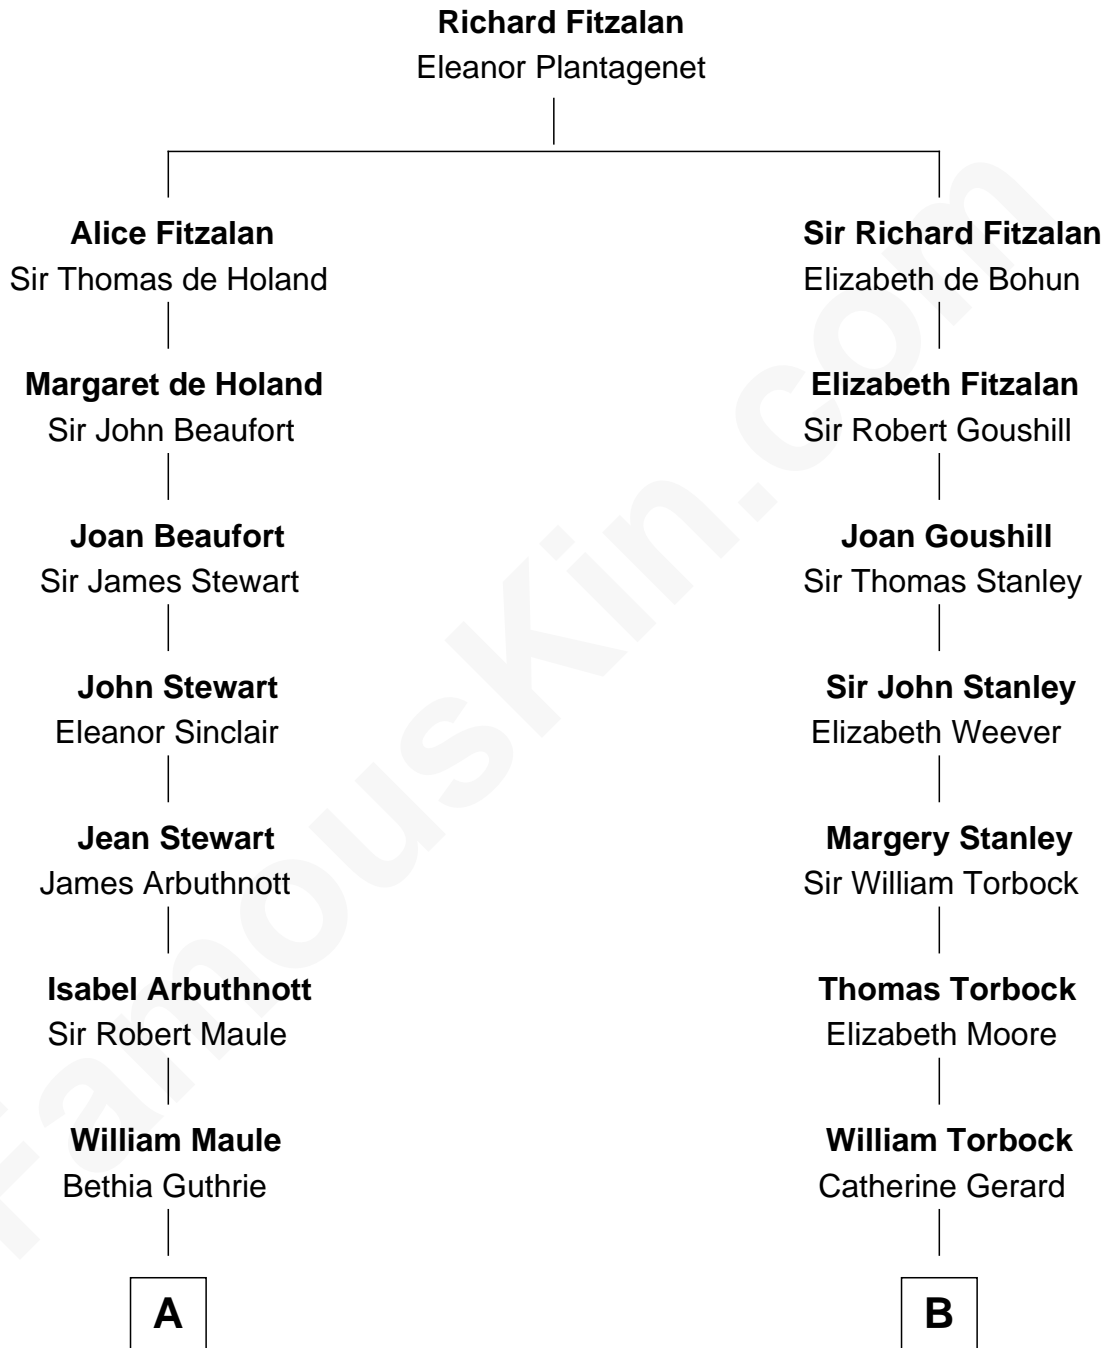 Richard Fitzalan
Eleanor Plantagenet
Alice Fitzalan
Sir Thomas de Holand
Sir Richard Fitzalan
Elizabeth de Bohun
Margaret de Holand
Sir John Beaufort
Elizabeth Fitzalan
Sir Robert Goushill
Joan Beaufort
Sir James Stewart
Joan Goushill
Sir Thomas Stanley
John Stewart
Eleanor Sinclair
Sir John Stanley
Elizabeth Weever
Jean Stewart
James Arbuthnott
Margery Stanley
Sir William Torbock
Isabel Arbuthnott
Sir Robert Maule
Thomas Torbock
Elizabeth Moore
William Maule
Bethia Guthrie
William Torbock
Catherine Gerard
A
B
FamousKin.com